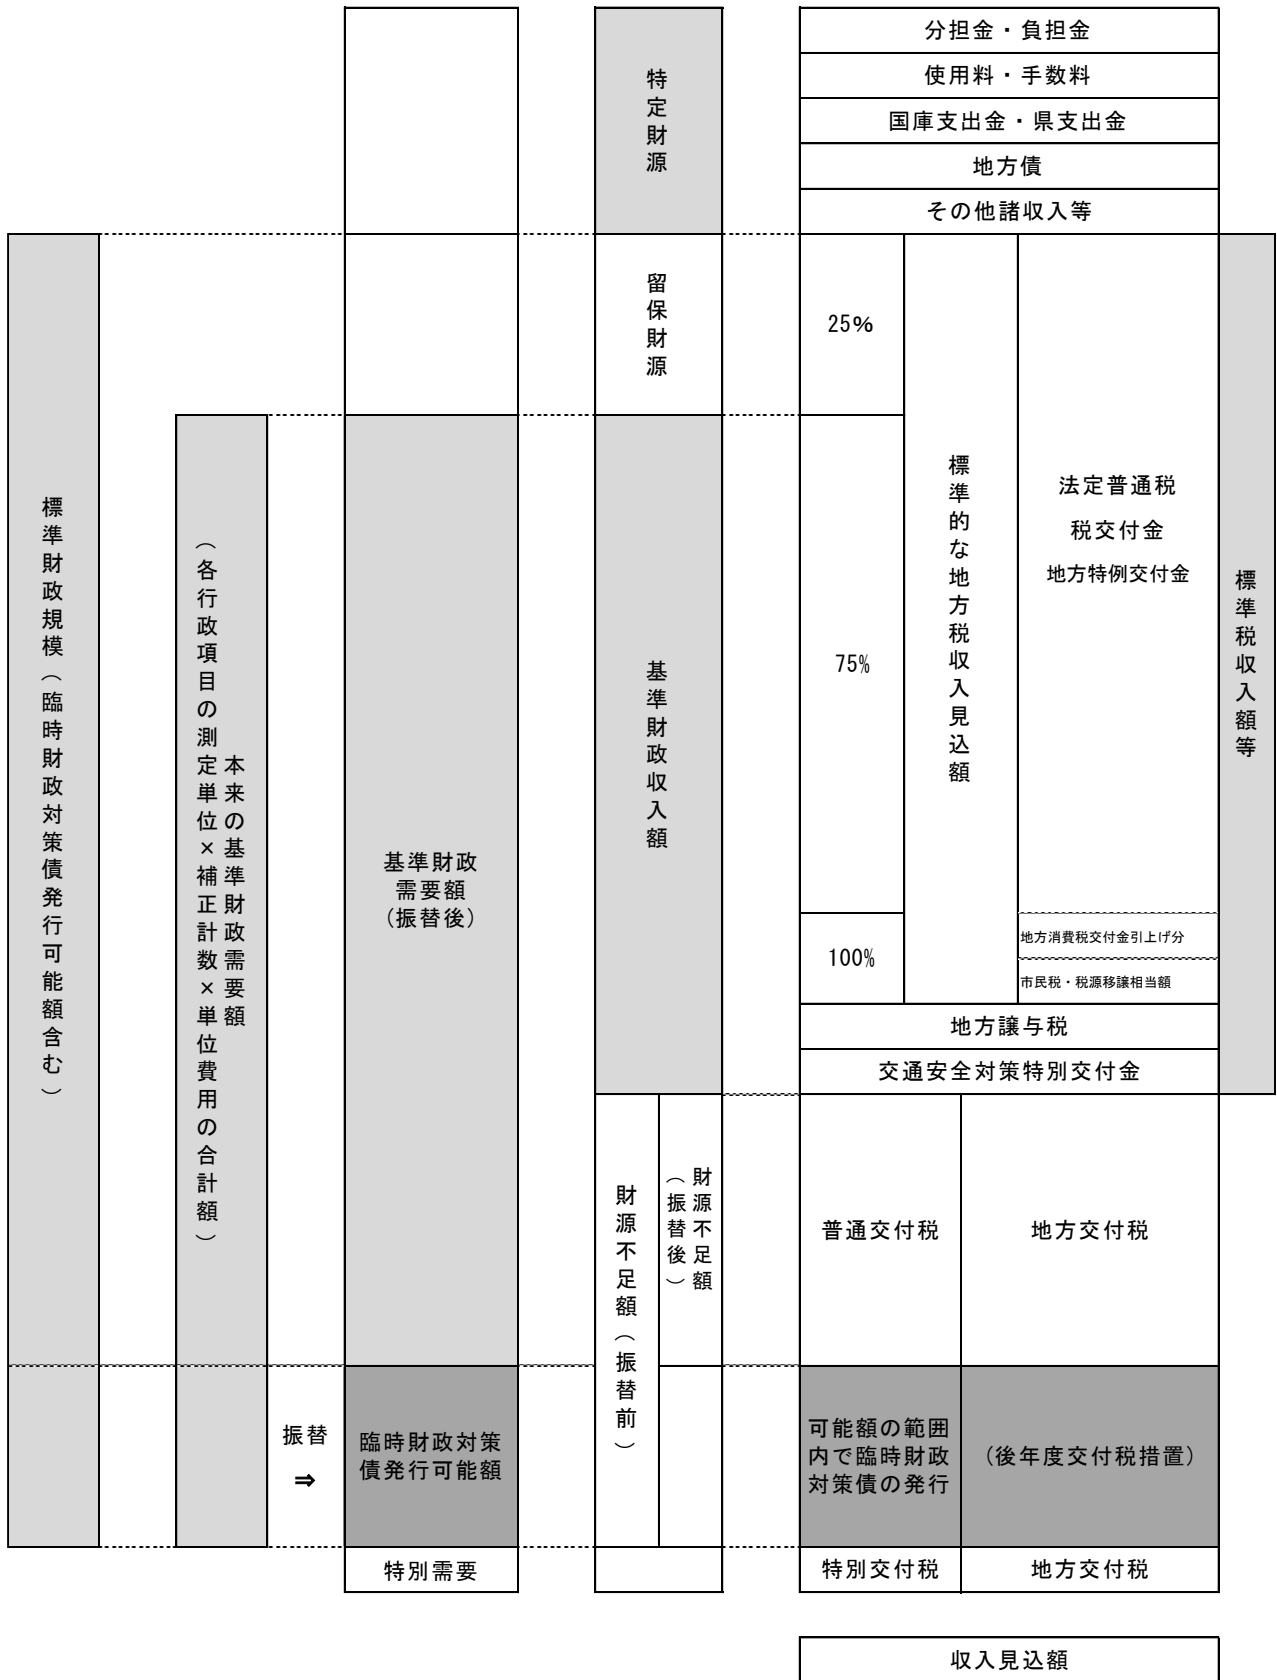 分担金・負担金
使用料・手数料
国庫支出金・県支出金
地方債
その他諸収入等
特定財源
留保財源
25%
75%
100%
標準的な地方税収入見込額
法定普通税
税交付金
地方特例交付金
地方消費税交付金引上げ分
市民税・税源移譲相当額
標準税収入額等
標準財政規模（臨時財政対策債発行可能額含む）
本来の基準財政需要額
（各行政項目の測定単位×補正計数×単位費用の合計額）
基準財政
需要額
（振替後）
基準財政収入額
地方譲与税
交通安全対策特別交付金
財源不足額（振替前）
財源不足額
（振替後）
普通交付税
地方交付税
振替
⇒
臨時財政対策
債発行可能額
可能額の範囲
内で臨時財政
対策債の発行
（後年度交付税措置）
特別需要
特別交付税
地方交付税
収入見込額